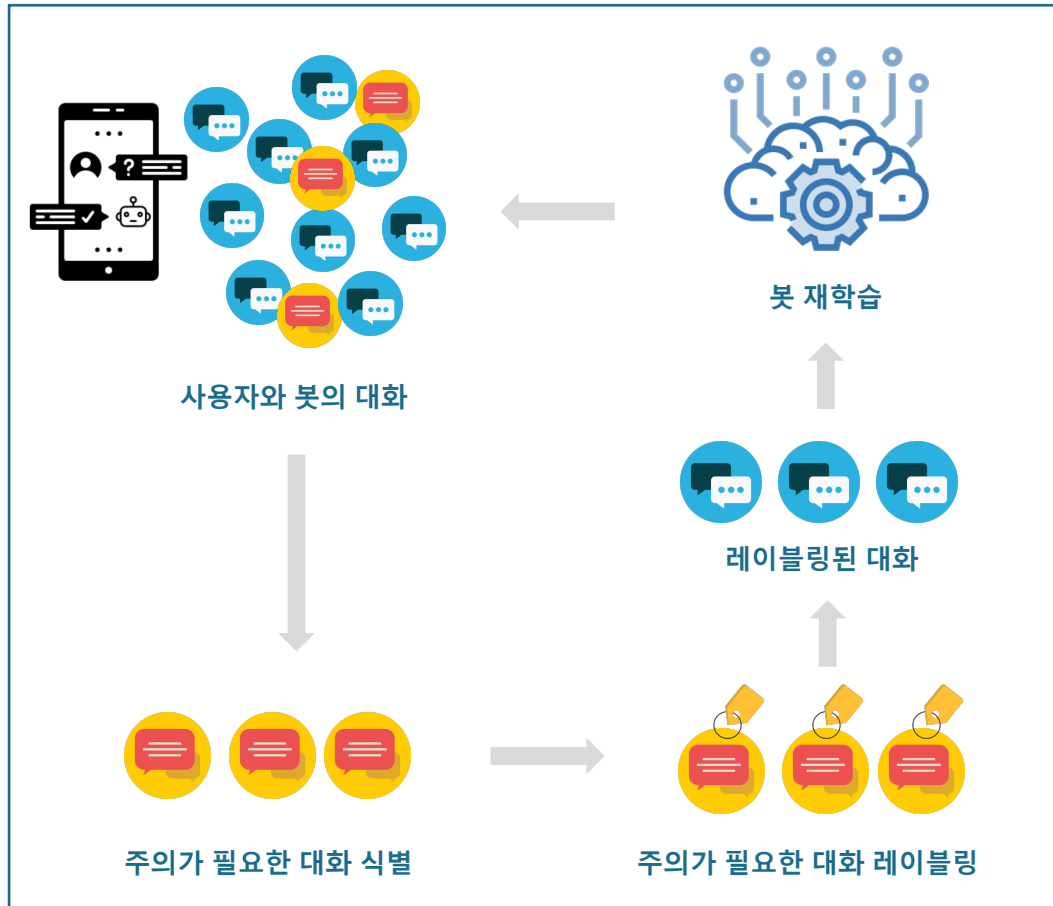 봇 재학습
사용자와 봇의 대화
레이블링된 대화
주의가 필요한 대화 식별
주의가 필요한 대화 레이블링
?